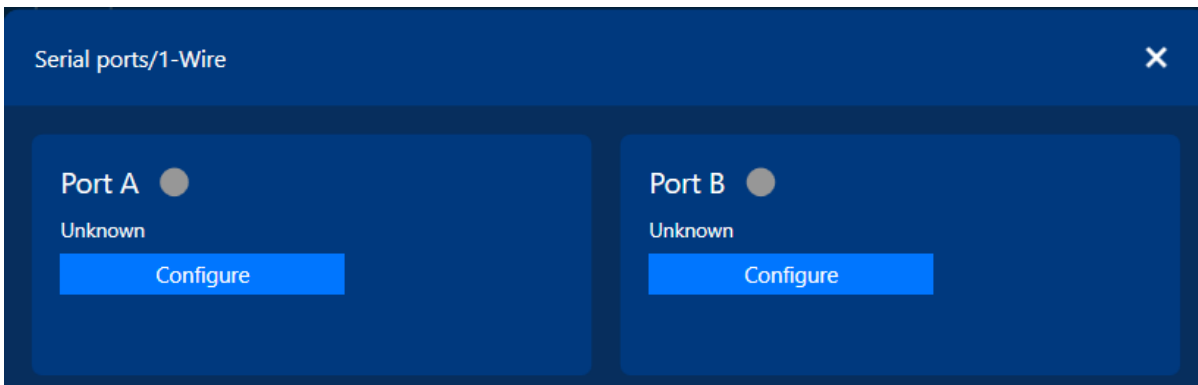 Serial ports/1-Wire
Port A
Unknown
Configure
Port B
Unknown
Configure